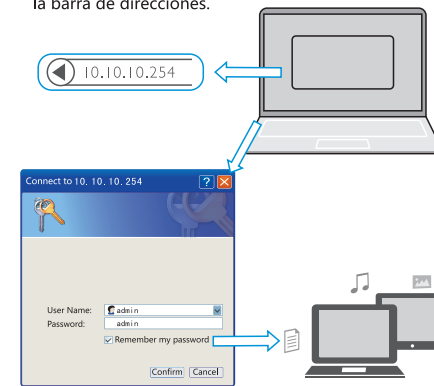 la barra de direcciones.
10.10.10.254
Connect to 10. 10. 10. 254
User Name: admin
Password: admin
Remember my password
Confirm Cancel